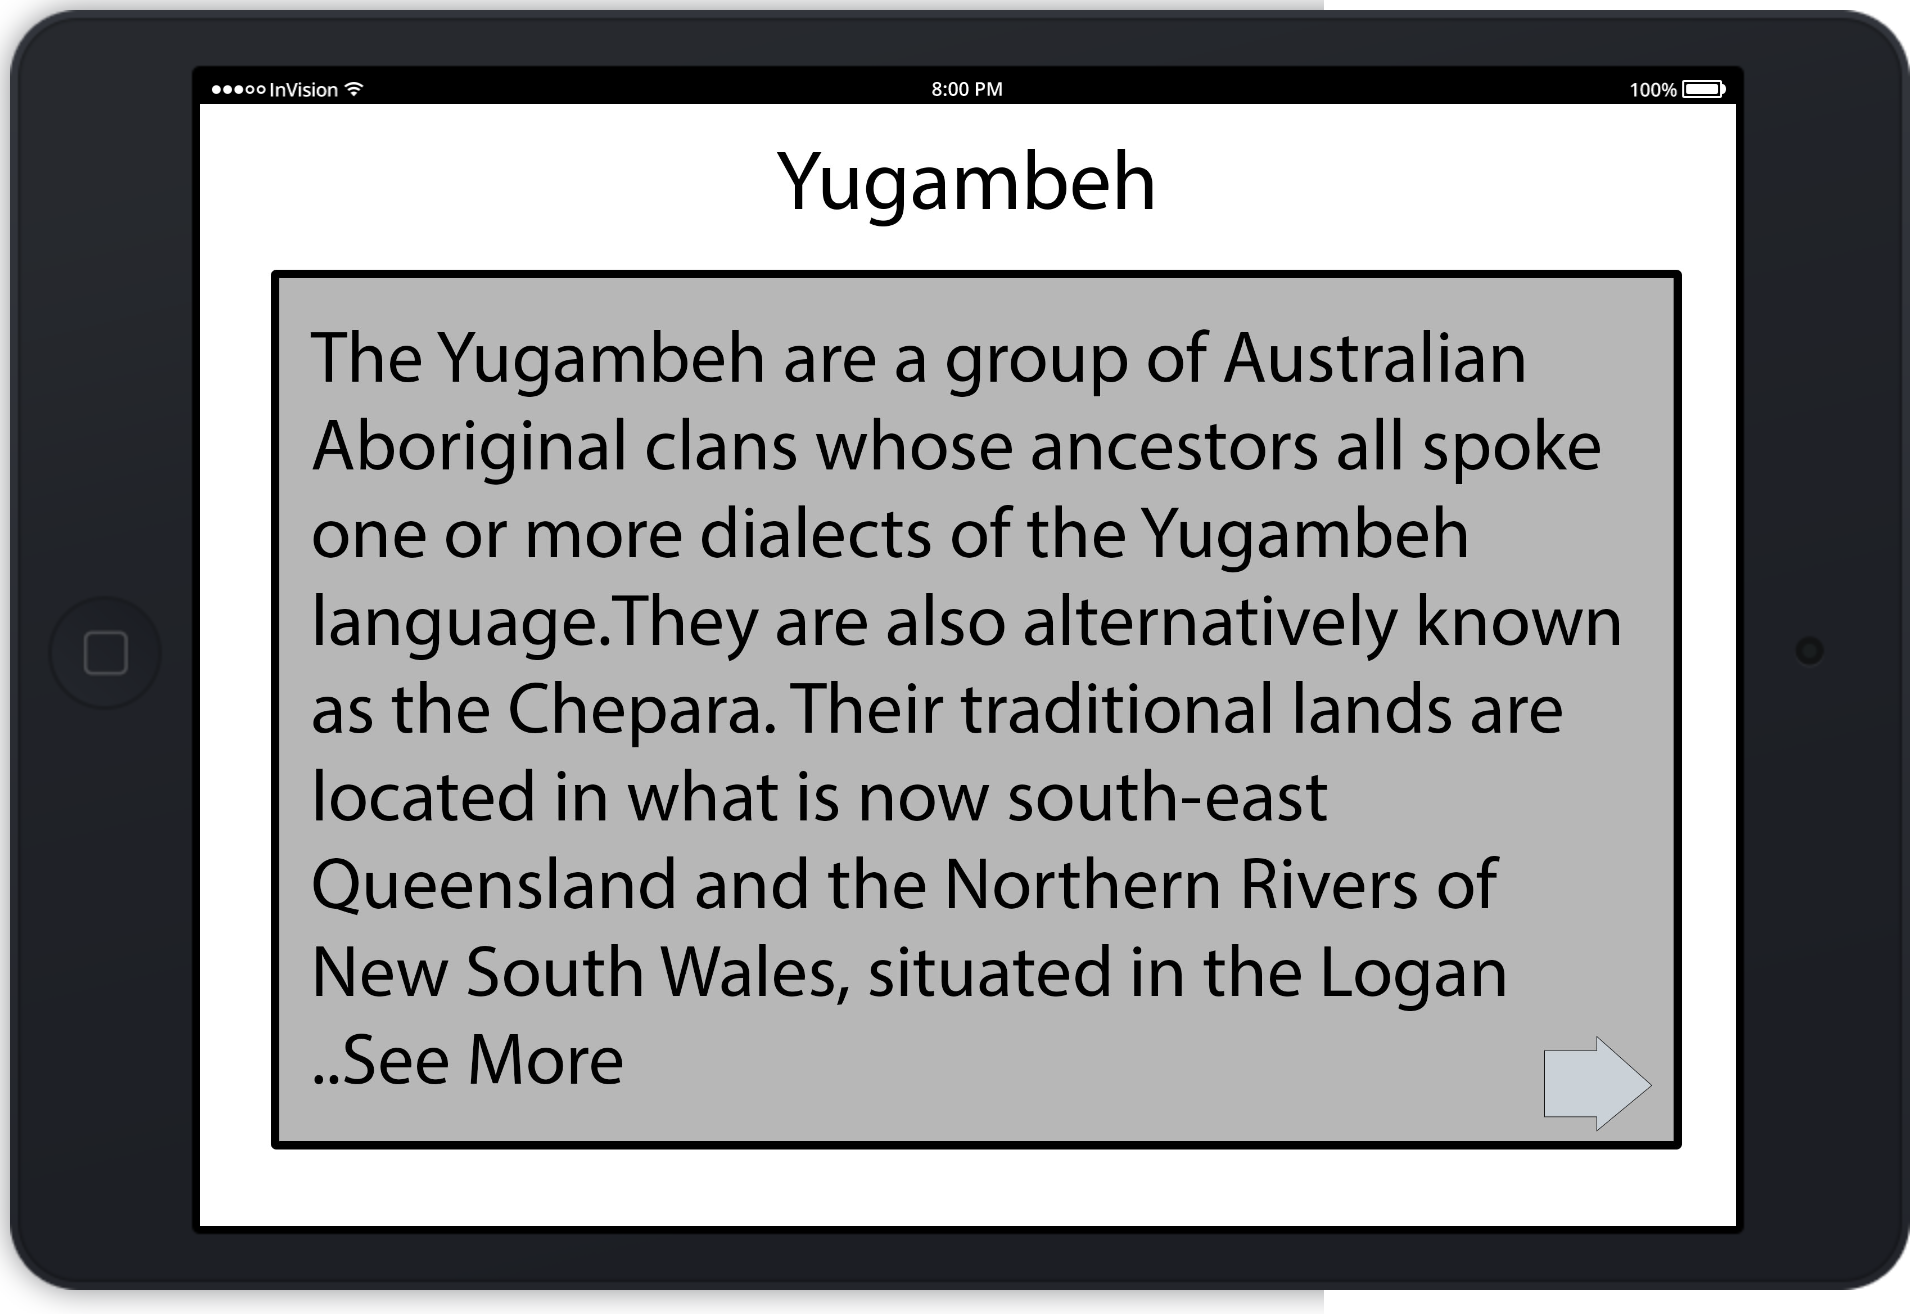 InVision 8:00 PM 100%
Yugambeh
The Yugambeh are a group of Australian
Aboriginal clans whose ancestors all spoke
one or more dialects of the Yugambeh
language.They are also alternatively known
as the Chepara. Their traditional lands are
located in what is now south-east
Queensland and the Northern Rivers of
New South Wales, situated in the Logan
..See More